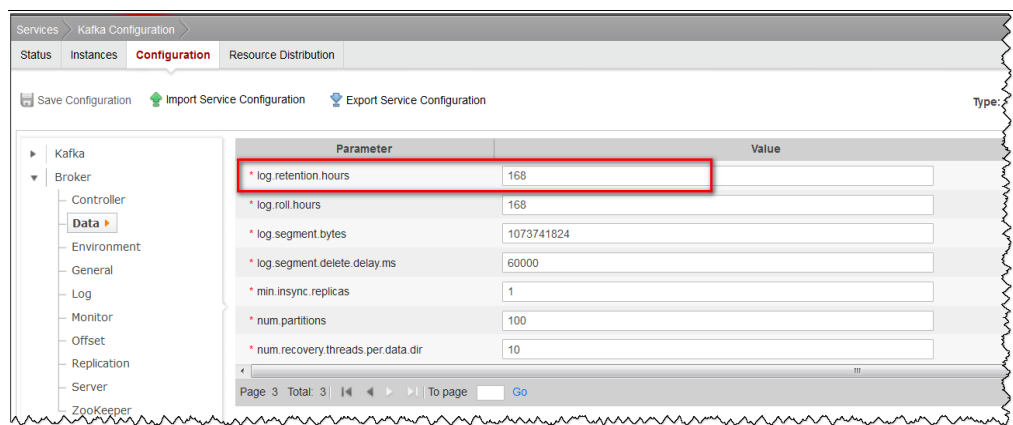 Services Kafka Configuration
Status Instances Configuration Resource Distribution
Save Configuration Import Service Configuration Export Service Configuration Type:
Kafka
Broker
Controller
Data
Environment
General
Log
Monitor
Offset
Replication
Server
ZooKeeper
Parameter Value
* log.retention.hours 168
* log.roll.hours 168
* log.segment.bytes 1073741824
* log.segment.delete.delay.ms 60000
* min.insync.replicas 1
* num.partitions 100
* num.recovery.threads.per.data.dir 10
Page 3 Total: 3 To page Go